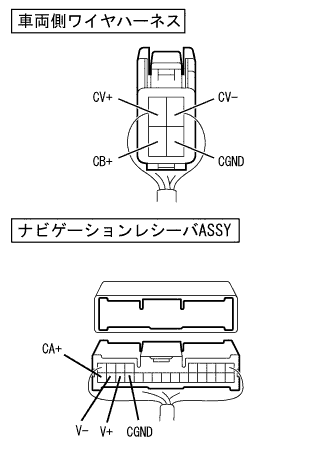 車両側ワイヤハーネス
CV+ CV-
CB+ CGND
ナビゲーションレシーバASSY
CA+
V- V+ CGND